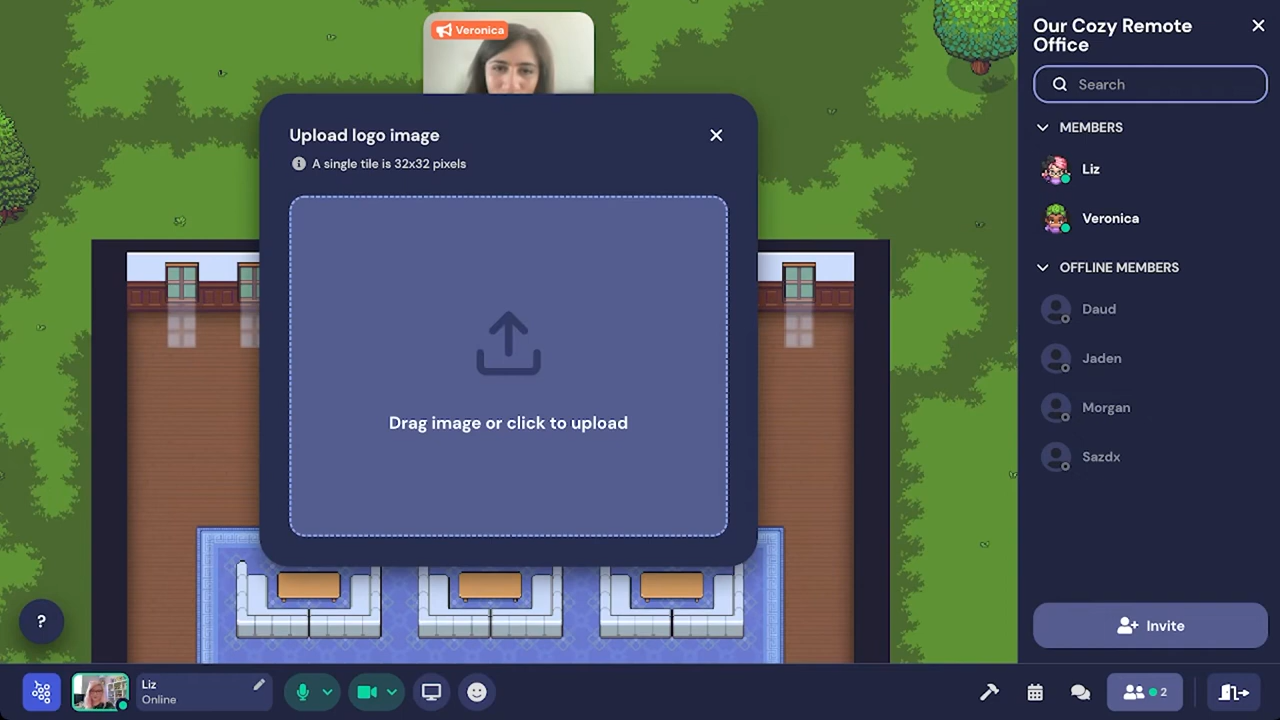 Veronica
Upload logo image
A single tile is 32x32 pixels
Drag image or click to upload
Our Cozy Remote
Office
Search
MEMBERS
Liz
Veronica
OFFLINE MEMBERS
Daud
Jaden
Morgan
Sazdx
Invite
?
Liz
Online
2